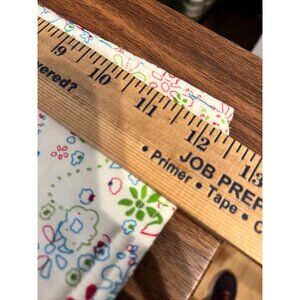 9 10 11 12 13
overed?
JOB PREP
• Primer • Tape • C